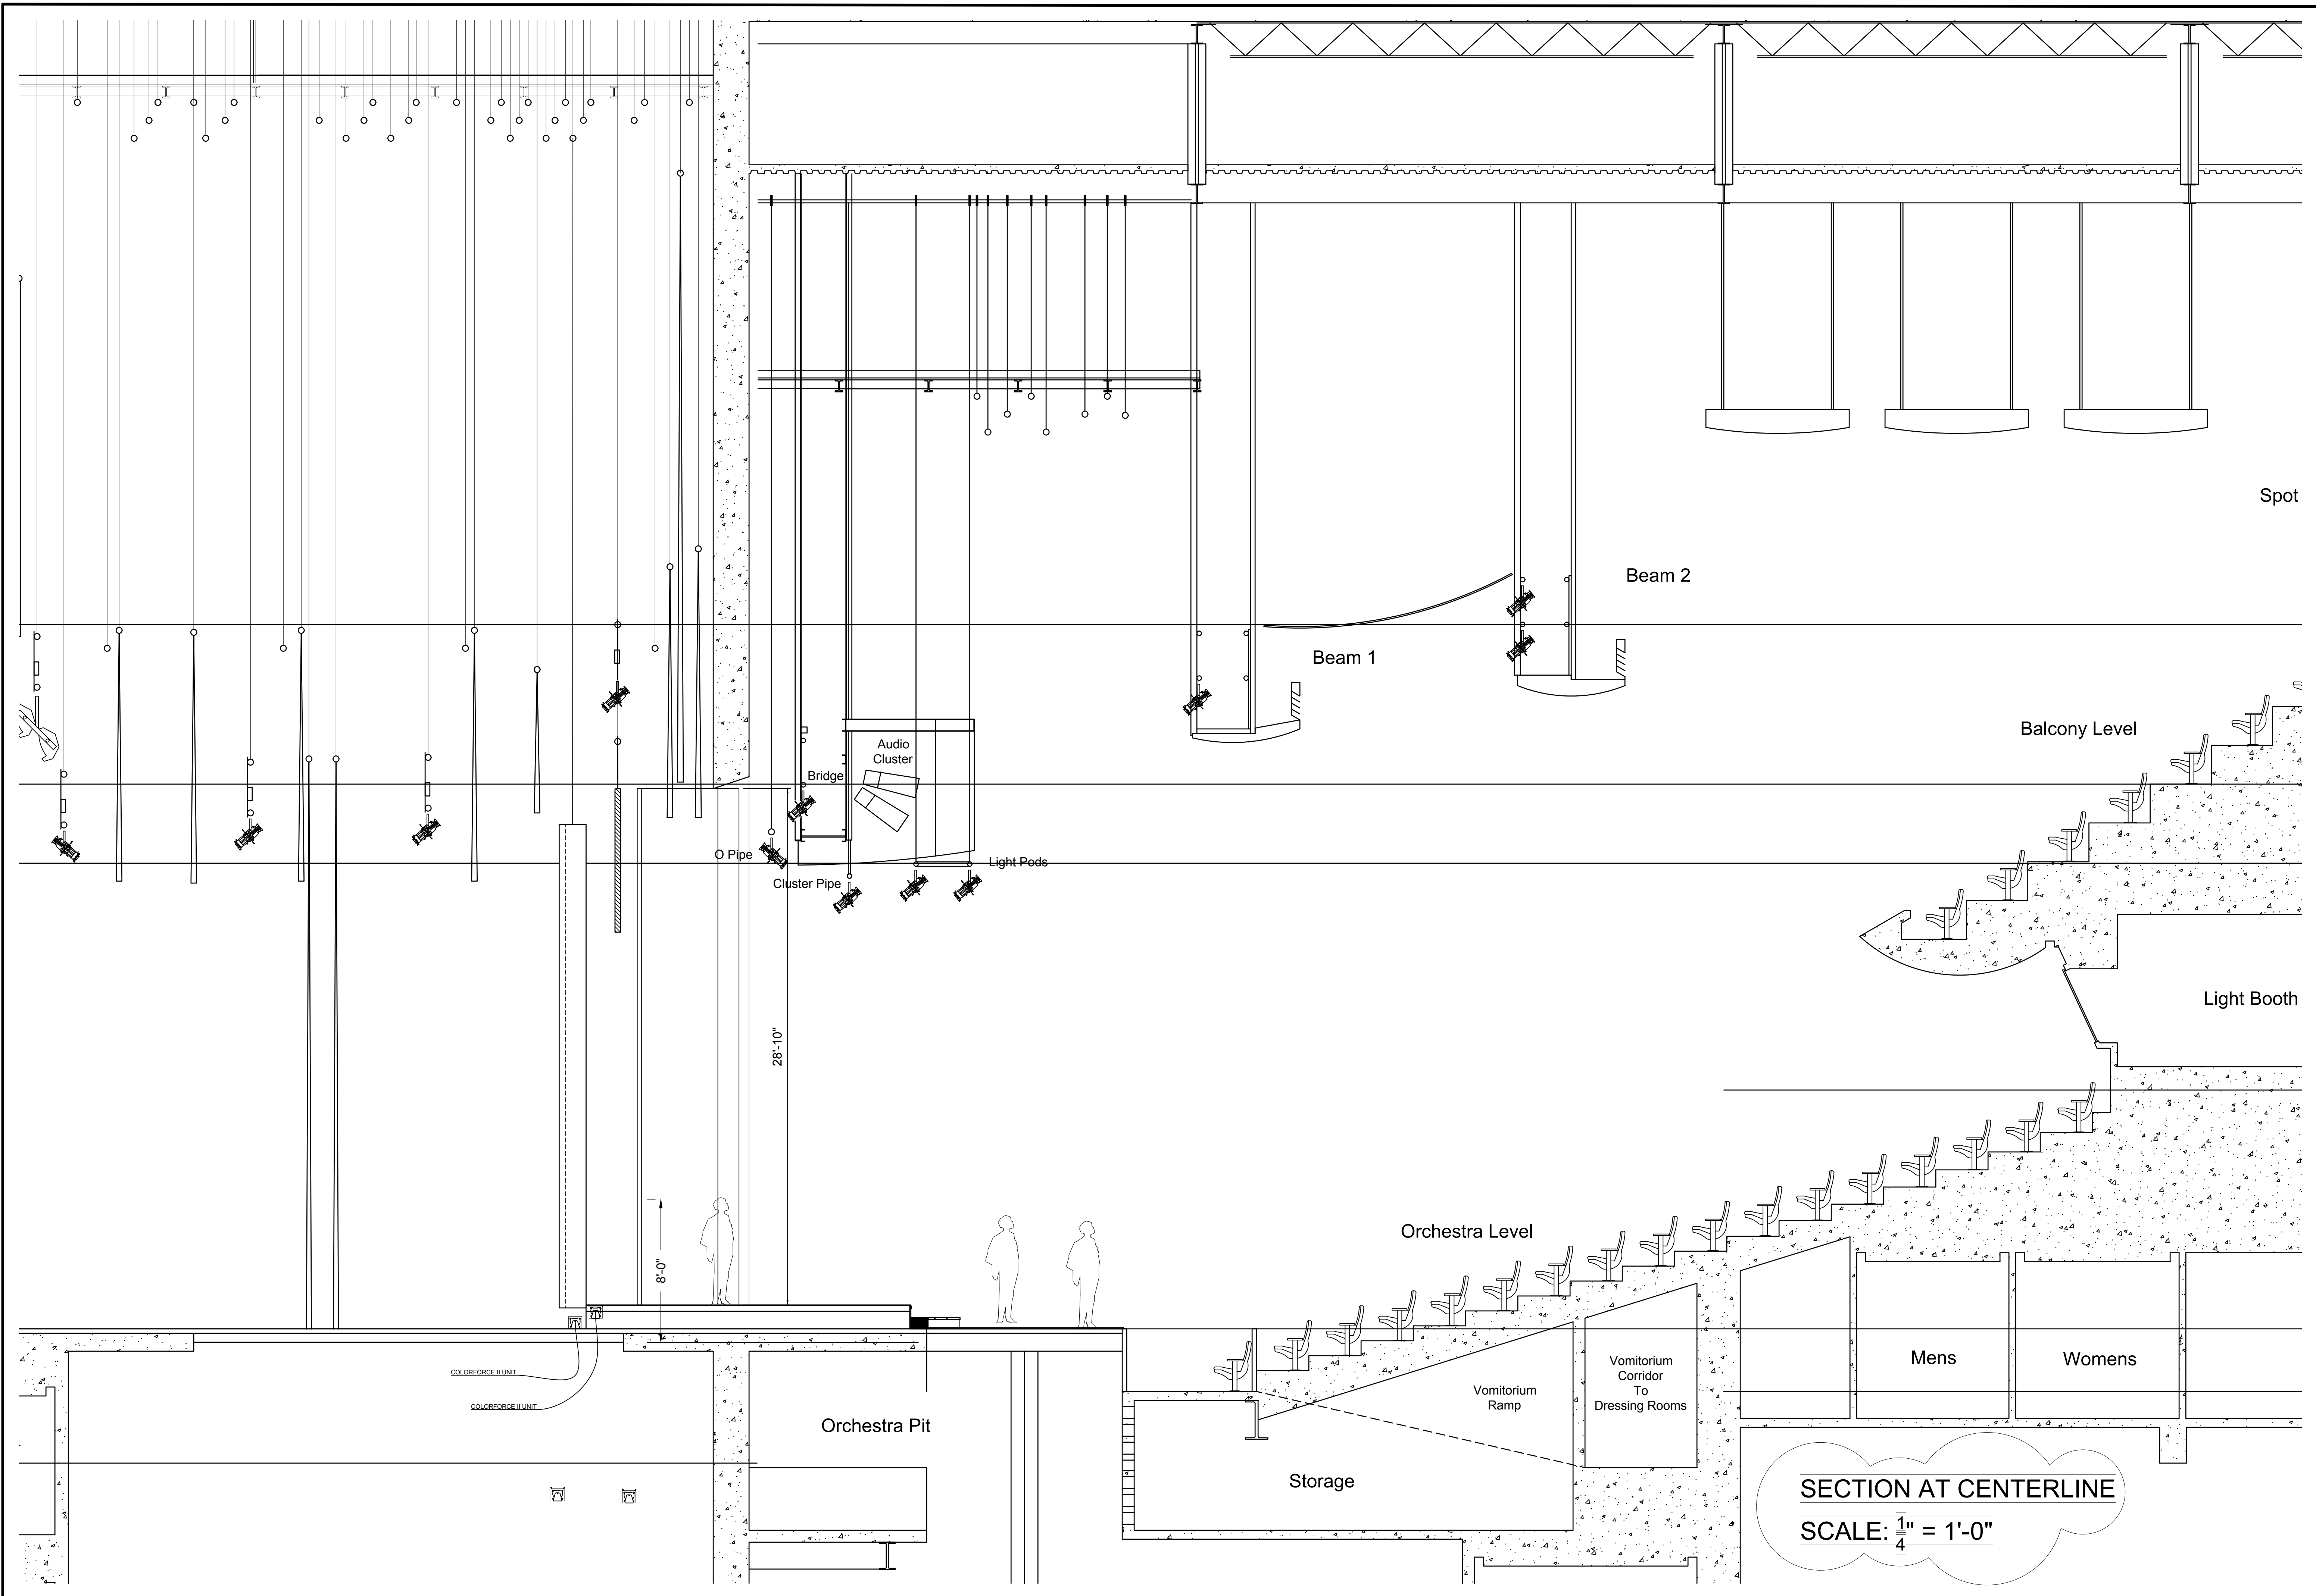 Spot
Beam 2
Beam 1
Balcony Level
Audio
Cluster
Bridge
O Pipe
Light Pods
Cluster Pipe
Light Booth
28'-10"
8'-0"
Orchestra Level
COLORFORCE II UNIT
COLORFORCE II UNIT
Orchestra Pit
Vomitorium
Ramp
Vomitorium
Corridor
To
Dressing Rooms
Mens
Womens
Storage
SECTION AT CENTERLINE
SCALE: 1/4" = 1'-0"